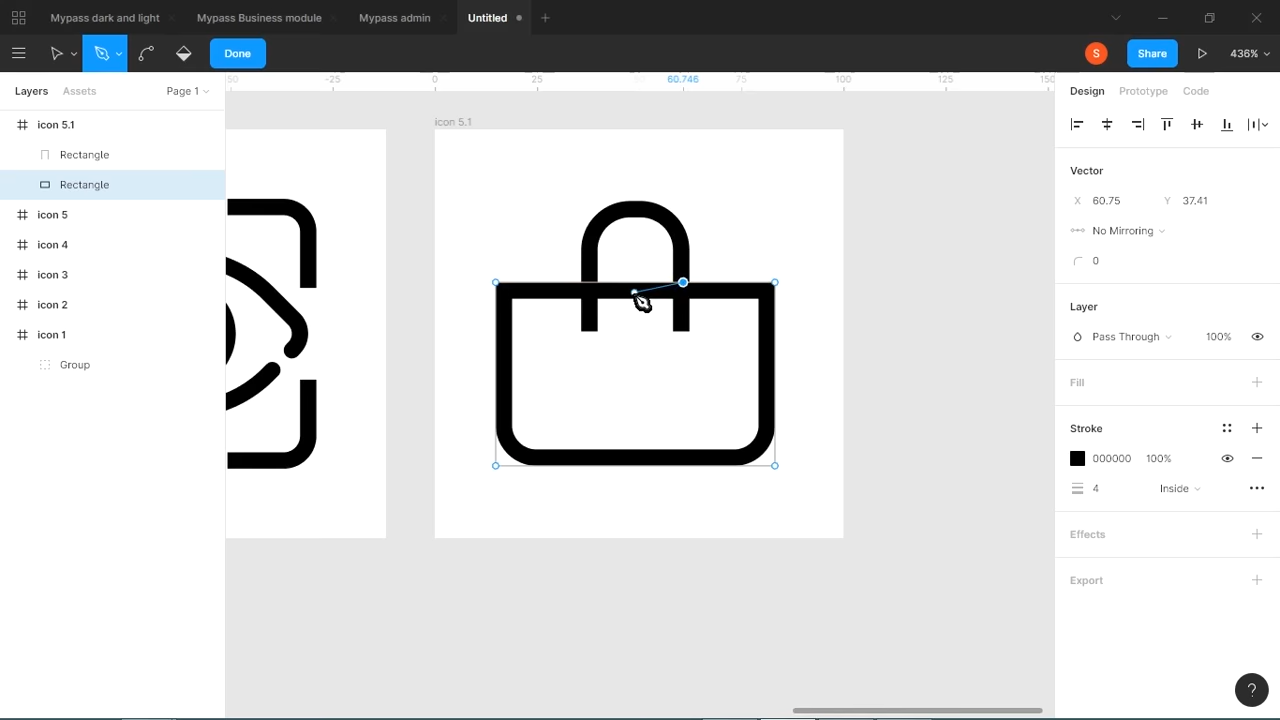 Mypass dark and light
Mypass Business module
Mypass admin
Untitled
Done
S
Share
436%
Layers
Assets
Page 1
50
-25
0
25
60.746
75
100
125
150
Design
Prototype
Code
icon 5.1
icon 5.1
Rectangle
Rectangle
icon 5
icon 4
icon 3
icon 2
icon 1
Group
Vector
X 60.75 Y 37.41
No Mirroring
0
Layer
Pass Through 100%
Fill
Stroke
000000 100%
4 Inside
Effects
Export
?